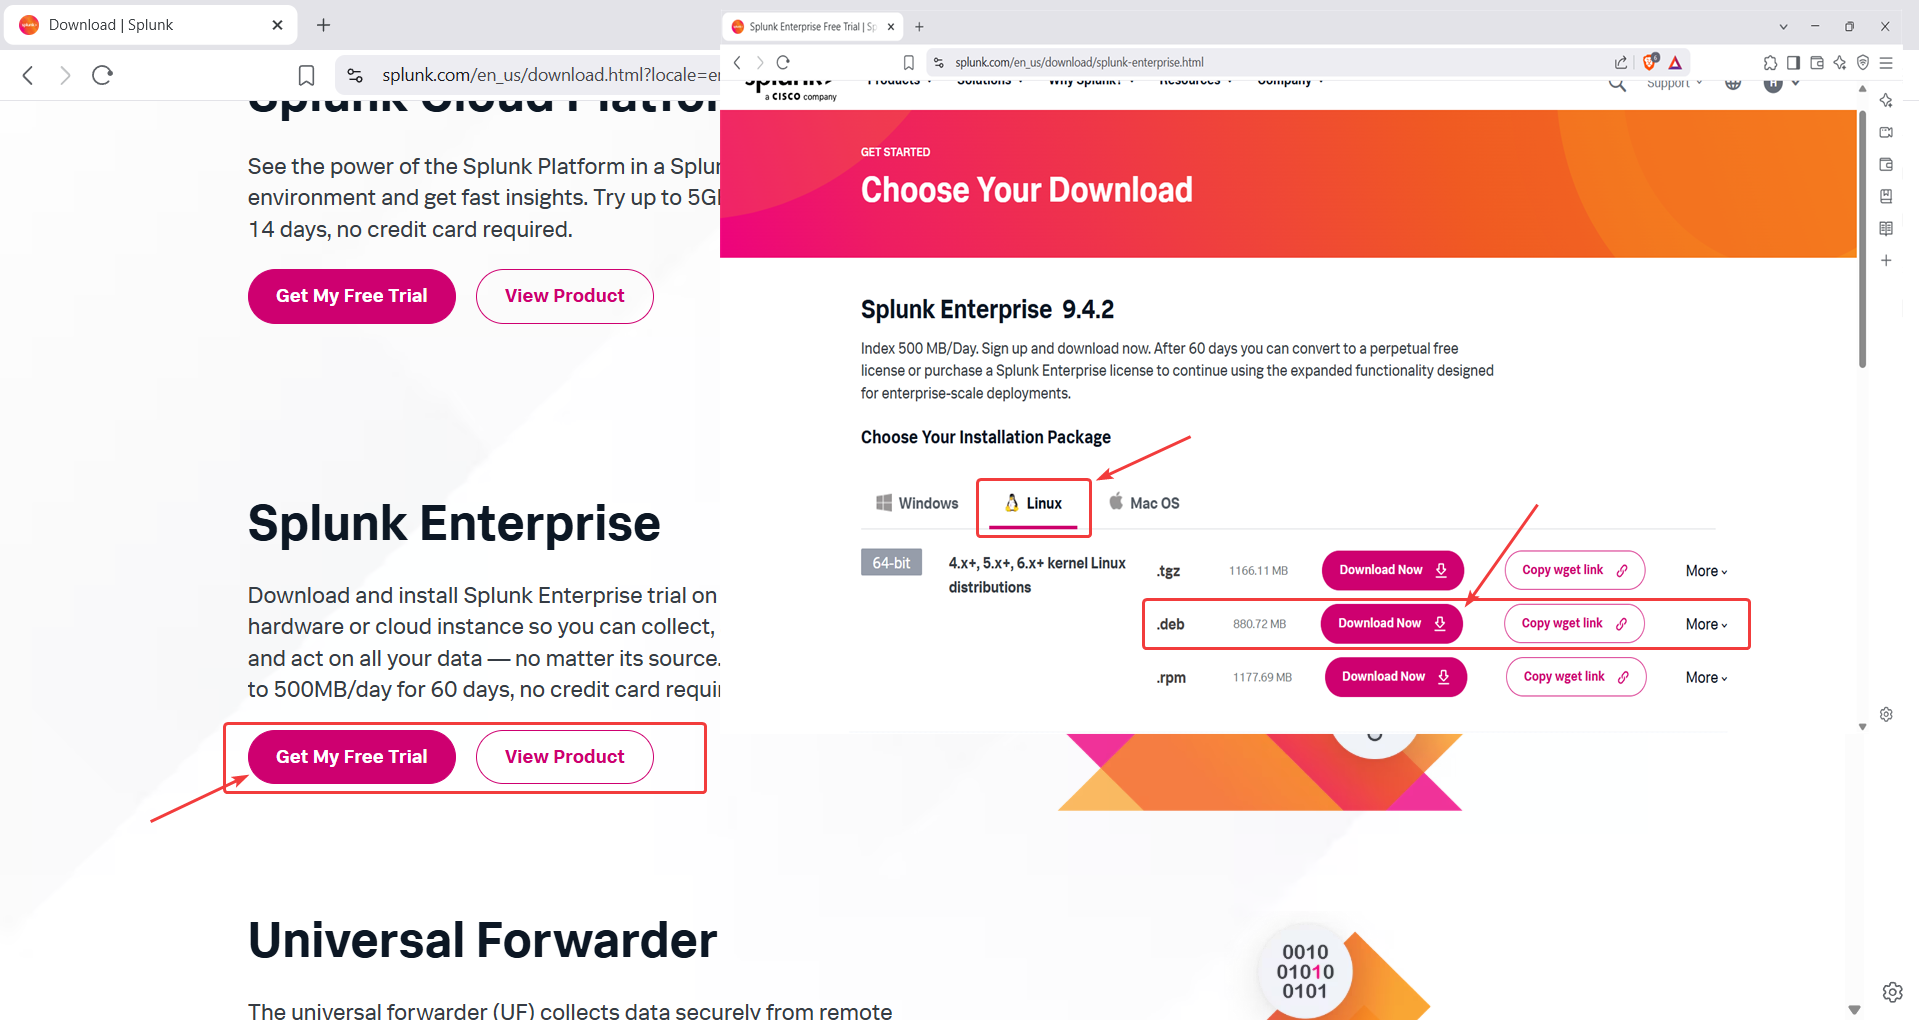 Download | Splunk
splunk.com/en_us/download.html?locale=en
Splunk Cloud Platfor
See the power of the Splunk Platform in a Splun
environment and get fast insights. Try up to 5G
14 days, no credit card required.
Get My Free Trial
View Product
Splunk Enterprise
Download and install Splunk Enterprise trial on
hardware or cloud instance so you can collect,
and act on all your data — no matter its source.
to 500MB/day for 60 days, no credit card requi
Get My Free Trial
View Product
Universal Forwarder
The universal forwarder (UF) collects data securely from remote
Splunk Enterprise Free Trial | Sp
splunk.com/en_us/download/splunk-enterprise.html
splunk>
a CISCO company
Products
Solutions
Why Splunk?
Resources
Company
Support
H
GET STARTED
Choose Your Download
Splunk Enterprise 9.4.2
Index 500 MB/Day. Sign up and download now. After 60 days you can convert to a perpetual free
license or purchase a Splunk Enterprise license to continue using the expanded functionality designed
for enterprise-scale deployments.
Choose Your Installation Package
Windows
Linux
Mac OS
64-bit
4.x+, 5.x+, 6.x+ kernel Linux
distributions
.tgz
1166.11 MB
Download Now
Copy wget link
More
.deb
880.72 MB
Download Now
Copy wget link
More
.rpm
1177.69 MB
Download Now
Copy wget link
More
0010
01010
0101